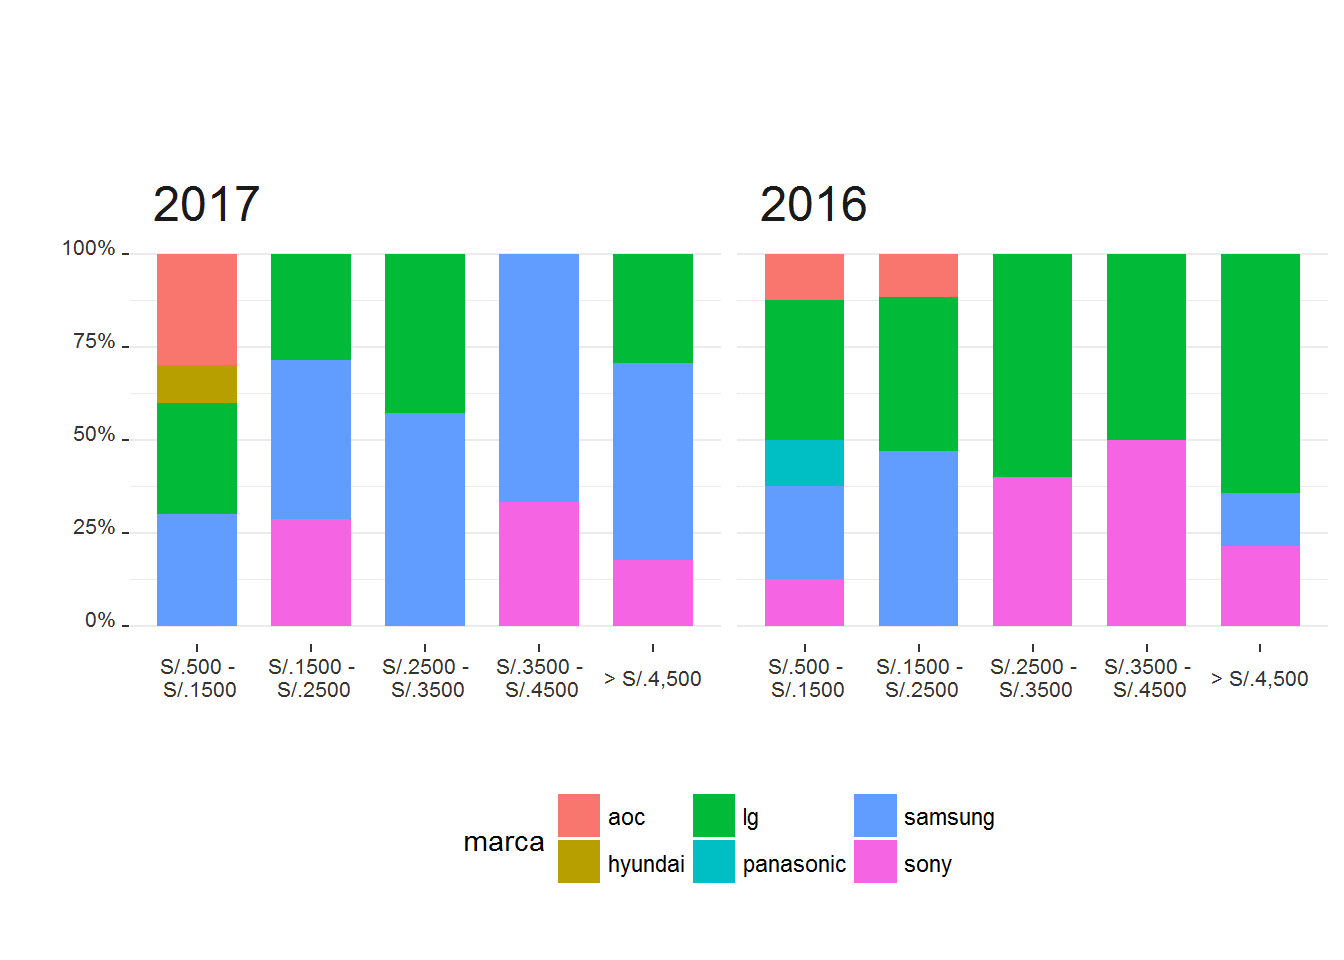 2017
2016
100%
75%
50%
25%
0%
S/.500 -
S/.1500
S/.1500 -
S/.2500
S/.2500 -
S/.3500
S/.3500 -
S/.4500
> S/.4,500
S/.500 -
S/.1500
S/.1500 -
S/.2500
S/.2500 -
S/.3500
S/.3500 -
S/.4500
> S/.4,500
marca
aoc
lg
samsung
hyundai
panasonic
sony